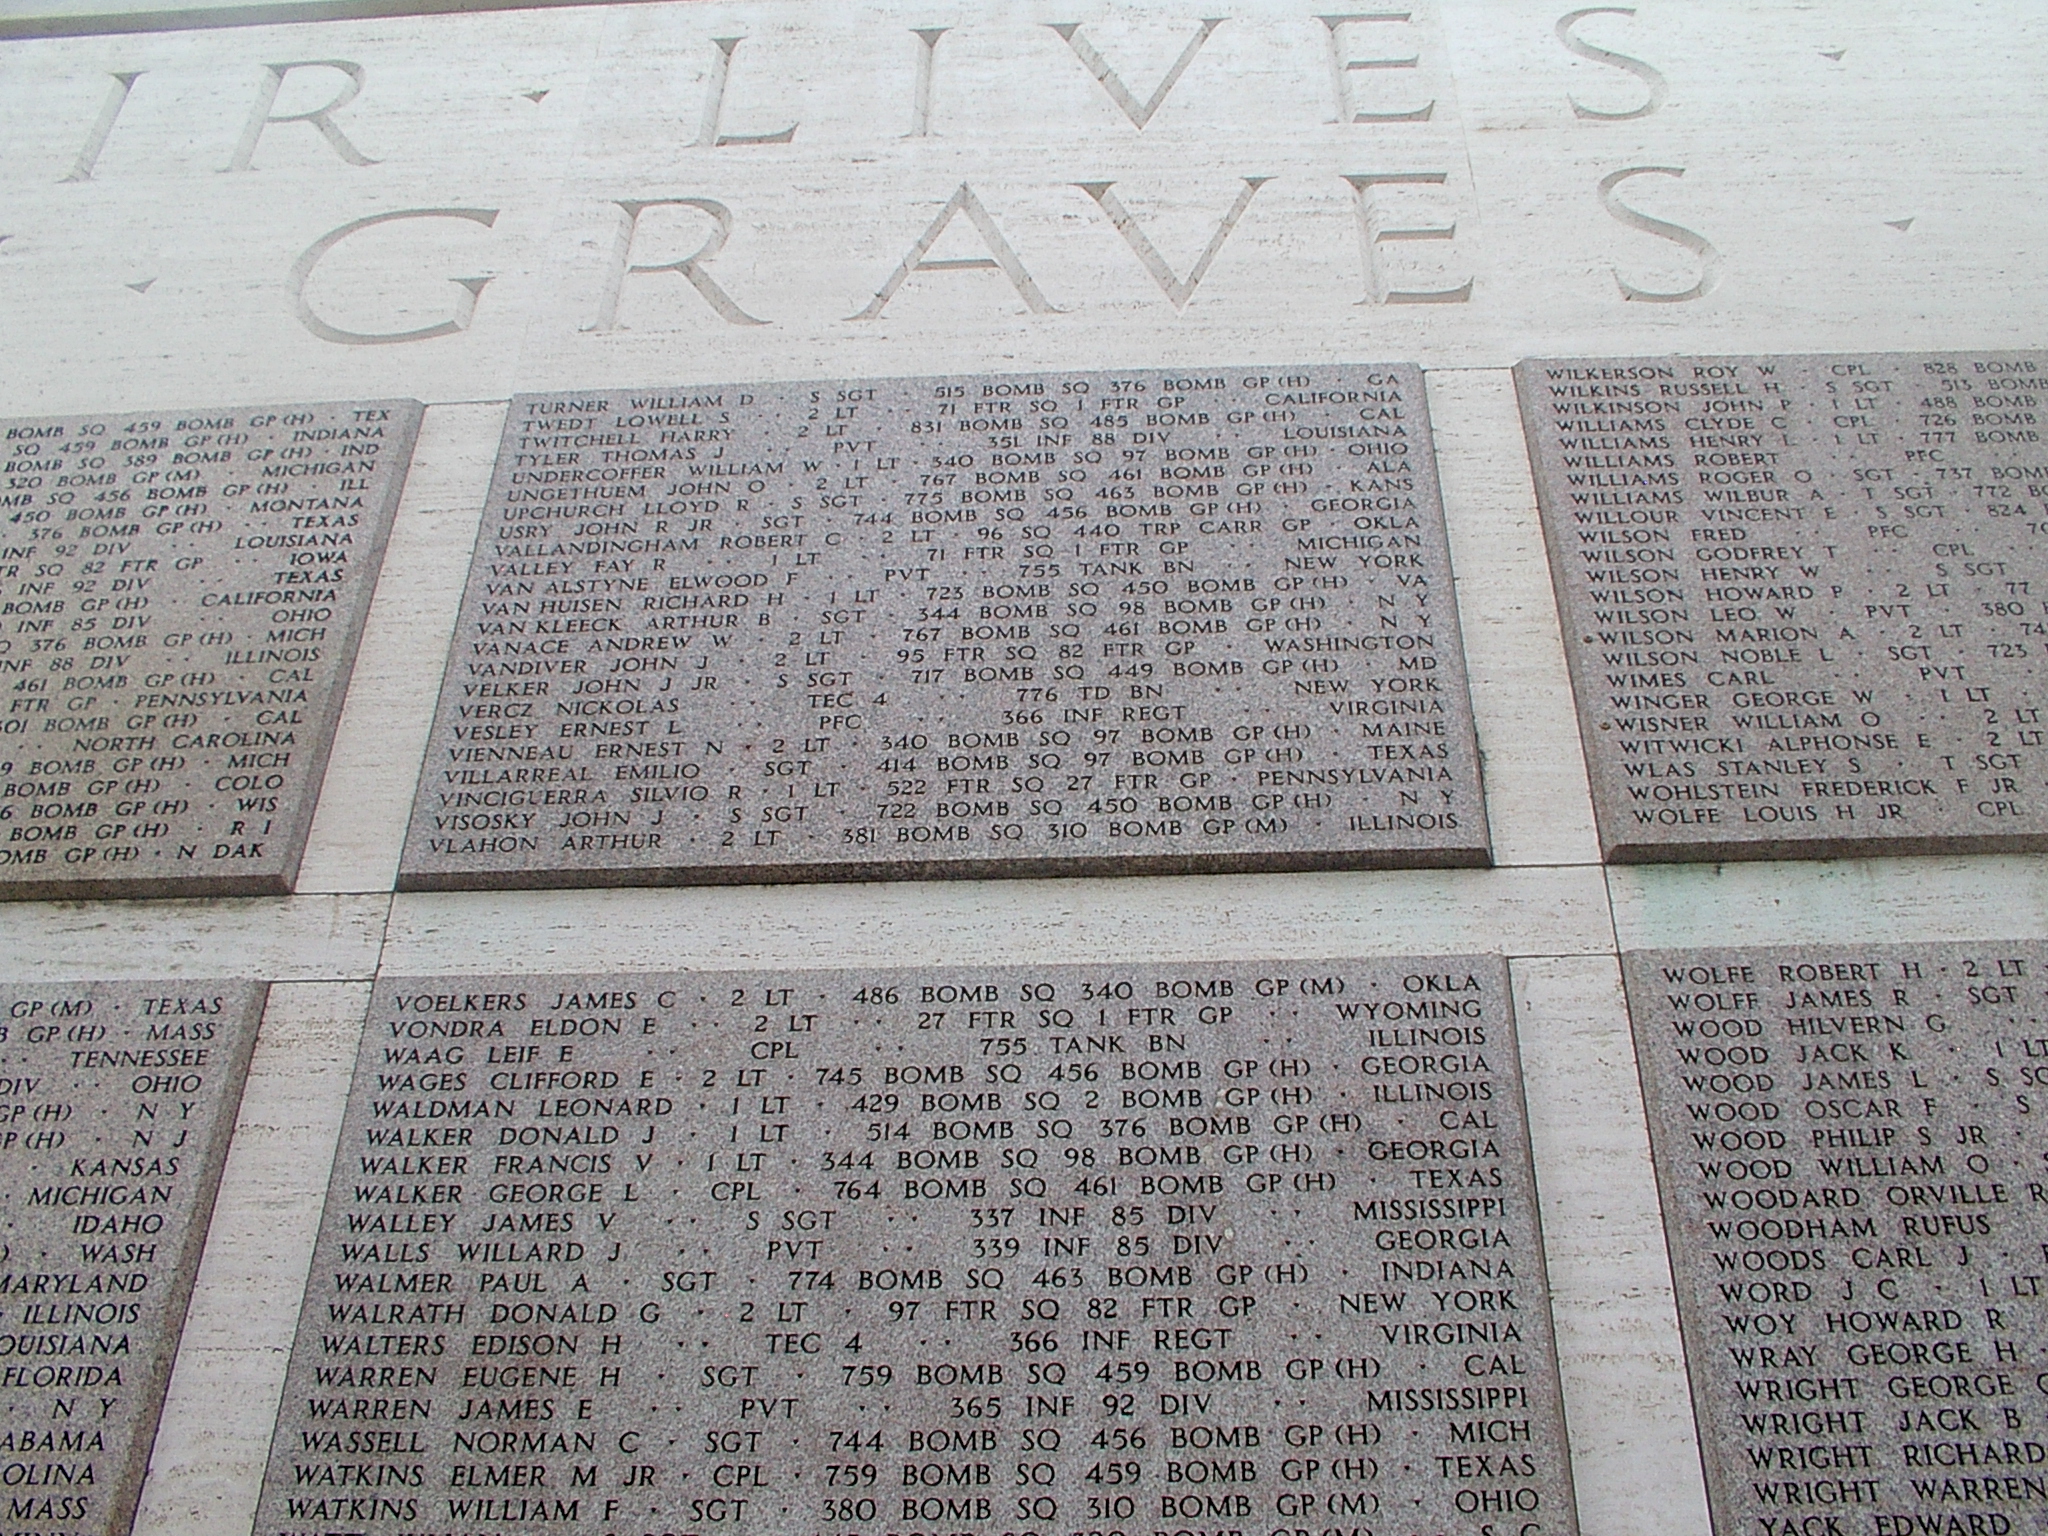 IR · LIVES ·
· GRAVES ·
BOMB SQ 459 BOMB GP (H) · TEX
SQ 459 BOMB GP (H) · INDIANA
BOMB SQ 389 BOMB GP (H) · IND
320 BOMB GP (M) · MICHIGAN
MB SQ 456 BOMB GP (H) · ILL
450 BOMB GP (H) · MONTANA
· 376 BOMB GP (H) · TEXAS
INF 92 DIV · · LOUISIANA
TR SQ 82 FTR GP · · IOWA
INF 92 DIV · · TEXAS
BOMB GP (H) · · CALIFORNIA
INF 85 DIV · · OHIO
376 BOMB GP (H) · MICH
INF 88 DIV · · ILLINOIS
461 BOMB GP (H) · CAL
FTR GP · PENNSYLVANIA
301 BOMB GP (H) · CAL
· · NORTH CAROLINA
9 BOMB GP (H) · MICH
BOMB GP (H) · COLO
6 BOMB GP (H) · WIS
BOMB GP (H) · R I
OMB GP (H) · N DAK
TURNER WILLIAM D · S SGT · 515 BOMB SQ 376 BOMB GP (H) · GA
TWEDT LOWELL S · · 2 LT · · 71 FTR SQ 1 FTR GP · · CALIFORNIA
TWITCHELL HARRY · 2 LT · 831 BOMB SQ 485 BOMB GP (H) · CAL
TYLER THOMAS J · · PVT · · 351 INF 88 DIV · · LOUISIANA
UNDERCOFFER WILLIAM W · 1 LT · 340 BOMB SQ 97 BOMB GP (H) · OHIO
UNGETHUEM JOHN O · 2 LT · 767 BOMB SQ 461 BOMB GP (H) · ALA
UPCHURCH LLOYD R · S SGT · 775 BOMB SQ 463 BOMB GP (H) · KANS
USRY JOHN R JR · SGT · 744 BOMB SQ 456 BOMB GP (H) · GEORGIA
VALLANDINGHAM ROBERT C · 2 LT · 96 SQ 440 TRP CARR GP · OKLA
VALLEY FAY R · · 1 LT · · 71 FTR SQ 1 FTR GP · · MICHIGAN
VAN ALSTYNE ELWOOD F · · PVT · · 755 TANK BN · · NEW YORK
VAN HUISEN RICHARD H · 1 LT · 723 BOMB SQ 450 BOMB GP (H) · VA
VAN KLEECK ARTHUR B · SGT · 344 BOMB SQ 98 BOMB GP (H) · N Y
VANACE ANDREW W · 2 LT · 767 BOMB SQ 461 BOMB GP (H) · N Y
VANDIVER JOHN J · 2 LT · 95 FTR SQ 82 FTR GP · WASHINGTON
VELKER JOHN J JR · S SGT · 717 BOMB SQ 449 BOMB GP (H) · MD
VERCZ NICKOLAS · · TEC 4 · · 776 TD BN · · NEW YORK
VESLEY ERNEST L · · PFC · · 366 INF REGT · · VIRGINIA
VIENNEAU ERNEST N · 2 LT · 340 BOMB SQ 97 BOMB GP (H) · MAINE
VILLARREAL EMILIO · SGT · 414 BOMB SQ 97 BOMB GP (H) · TEXAS
VINCIGUERRA SILVIO R · 1 LT · 522 FTR SQ 27 FTR GP · PENNSYLVANIA
VISOSKY JOHN J · S SGT · 722 BOMB SQ 450 BOMB GP (H) · N Y
VLAHON ARTHUR · 2 LT · 381 BOMB SQ 310 BOMB GP (M) · ILLINOIS
WILKERSON ROY W · CPL · 828 BOMB
WILKINS RUSSELL H · S SGT · 513 BOMB
WILKINSON JOHN P · 1 LT · 488 BOMB
WILLIAMS CLYDE C · CPL · 726 BOMB
WILLIAMS HENRY L · 1 LT · 777 BOMB
WILLIAMS ROBERT · · PFC · ·
WILLIAMS ROGER O · SGT · 737 BOMB
WILLIAMS WILBUR A · T SGT · 772 BO
WILLOUR VINCENT E · S SGT · 824
WILSON FRED · · PFC · ·
WILSON GODFREY T · · CPL ·
WILSON HENRY W · · S SGT
WILSON HOWARD P · 2 LT · 77
WILSON LEO W · PVT · 380
WILSON MARION A · 2 LT · 74
WILSON NOBLE L · SGT · 723
WIMES CARL · · PVT
WINGER GEORGE W · 1 LT ·
WISNER WILLIAM O · · 2 LT
WITWICKI ALPHONSE E · 2 LT
WLAS STANLEY S · T SGT
WOHLSTEIN FREDERICK F JR
WOLFE LOUIS H JR · CPL
GP (M) · TEXAS
B GP (H) · MASS
· · TENNESSEE
DIV · · OHIO
GP (H) · N Y
GP (H) · N J
· KANSAS
· MICHIGAN
· IDAHO
· WASH
MARYLAND
ILLINOIS
OUISIANA
FLORIDA
· N Y
ABAMA
OLINA
MASS
VOELKERS JAMES C · 2 LT · 486 BOMB SQ 340 BOMB GP (M) · OKLA
VONDRA ELDON E · · 2 LT · · 27 FTR SQ 1 FTR GP · · WYOMING
WAAG LEIF E · · CPL · · 755 TANK BN · · ILLINOIS
WAGES CLIFFORD E · 2 LT · 745 BOMB SQ 456 BOMB GP (H) · GEORGIA
WALDMAN LEONARD · 1 LT · 429 BOMB SQ 2 BOMB GP (H) · ILLINOIS
WALKER DONALD J · 1 LT · 514 BOMB SQ 376 BOMB GP (H) · CAL
WALKER FRANCIS V · 1 LT · 344 BOMB SQ 98 BOMB GP (H) · GEORGIA
WALKER GEORGE L · CPL · 764 BOMB SQ 461 BOMB GP (H) · TEXAS
WALLEY JAMES V · · S SGT · · 337 INF 85 DIV · · MISSISSIPPI
WALLS WILLARD J · · PVT · · 339 INF 85 DIV · · GEORGIA
WALMER PAUL A · SGT · 774 BOMB SQ 463 BOMB GP (H) · INDIANA
WALRATH DONALD G · 2 LT · 97 FTR SQ 82 FTR GP · NEW YORK
WALTERS EDISON H · · TEC 4 · · 366 INF REGT · · VIRGINIA
WARREN EUGENE H · SGT · 759 BOMB SQ 459 BOMB GP (H) · CAL
WARREN JAMES E · · PVT · · 365 INF 92 DIV · · MISSISSIPPI
WASSELL NORMAN C · SGT · 744 BOMB SQ 456 BOMB GP (H) · MICH
WATKINS ELMER M JR · CPL · 759 BOMB SQ 459 BOMB GP (H) · TEXAS
WATKINS WILLIAM F · SGT · 380 BOMB SQ 310 BOMB GP (M) · OHIO
WOLFE ROBERT H · 2 LT
WOLFF JAMES R · SGT
WOOD HILVERN G · ·
WOOD JACK K · 1 LT
WOOD JAMES L · S SG
WOOD OSCAR F · S
WOOD PHILIP S JR ·
WOOD WILLIAM O ·
WOODARD ORVILLE R
WOODHAM RUFUS
WOODS CARL J ·
WORD J C · 1 LT
WOY HOWARD R
WRAY GEORGE H ·
WRIGHT GEORGE
WRIGHT JACK B
WRIGHT RICHARD
WRIGHT WARREN
YACK EDWARD